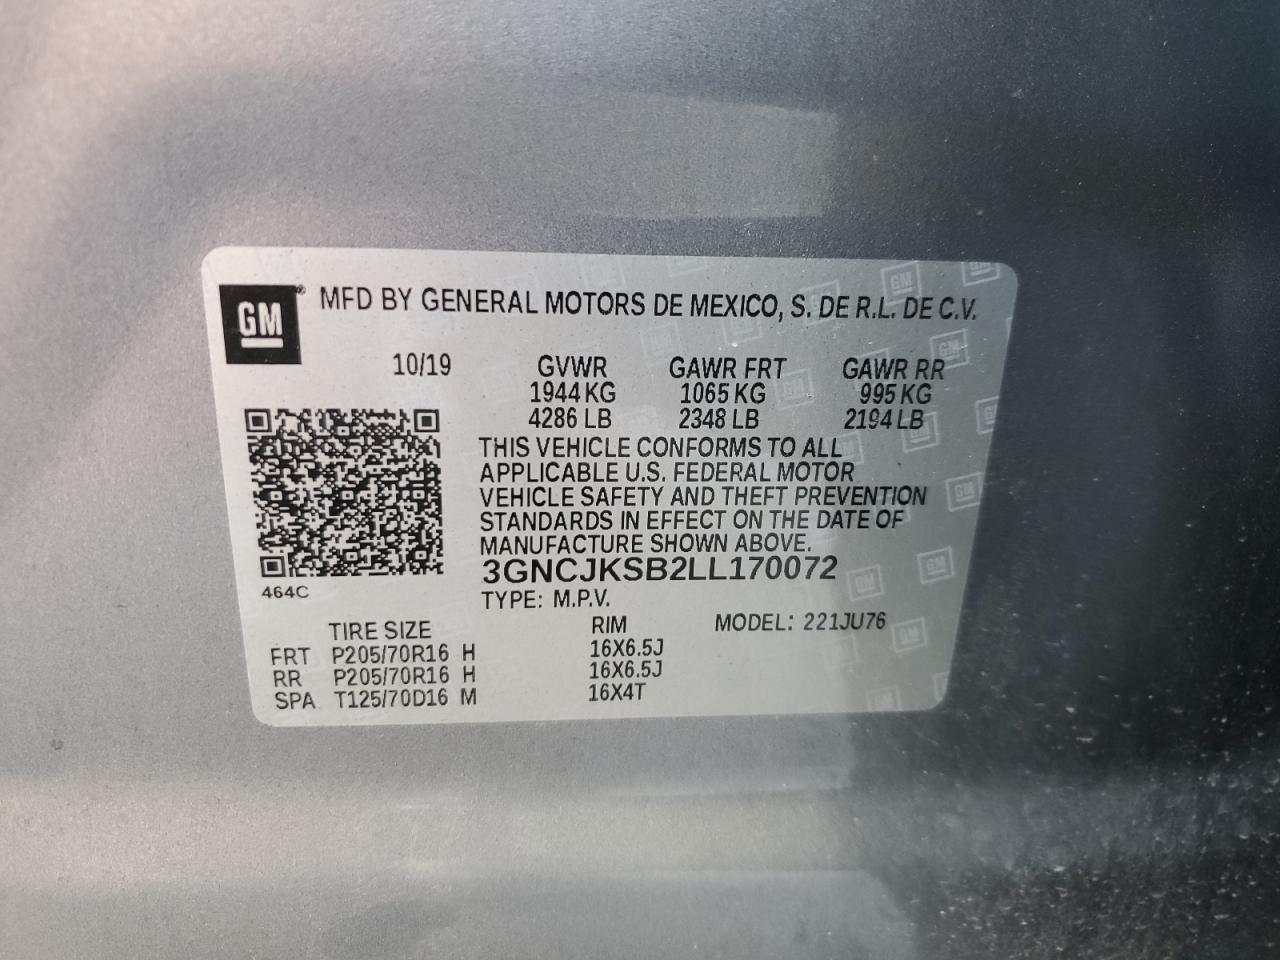 GM® MFD BY GENERAL MOTORS DE MEXICO, S. DE R.L. DE C.V.
10/19 GVWR GAWR FRT GAWR RR
1944 KG 1065 KG 995 KG
4286 LB 2348 LB 2194 LB
THIS VEHICLE CONFORMS TO ALL
APPLICABLE U.S. FEDERAL MOTOR
VEHICLE SAFETY AND THEFT PREVENTION
STANDARDS IN EFFECT ON THE DATE OF
MANUFACTURE SHOWN ABOVE.
3GNCJKSB2LL170072
464C
TYPE: M.P.V.
MODEL: 221JU76
TIRE SIZE RIM
FRT P205/70R16 H 16X6.5J
RR P205/70R16 H 16X6.5J
SPA T125/70D16 M 16X4T